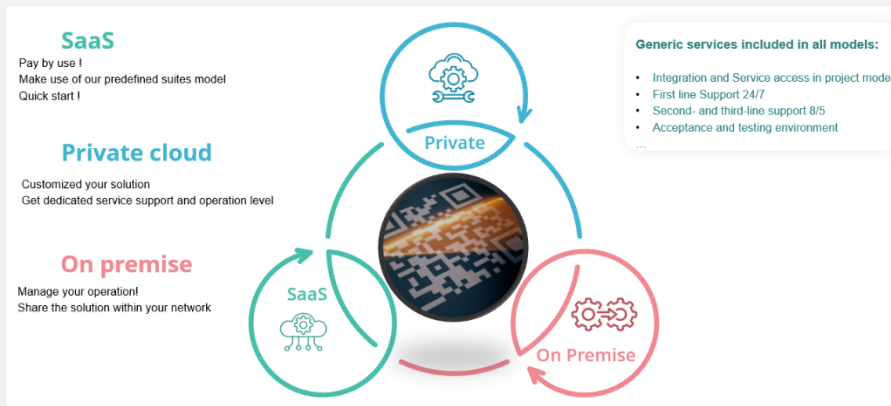 SaaS
Pay by use !
Make use of our predefined suites model
Quick start !
Private cloud
Customized your solution
Get dedicated service support and operation level
On premise
Manage your operation!
Share the solution within your network
Private
SaaS
On Premise
Generic services included in all models:
• Integration and Service access in project mode
• First line Support 24/7
• Second- and third-line support 8/5
• Acceptance and testing environment
...